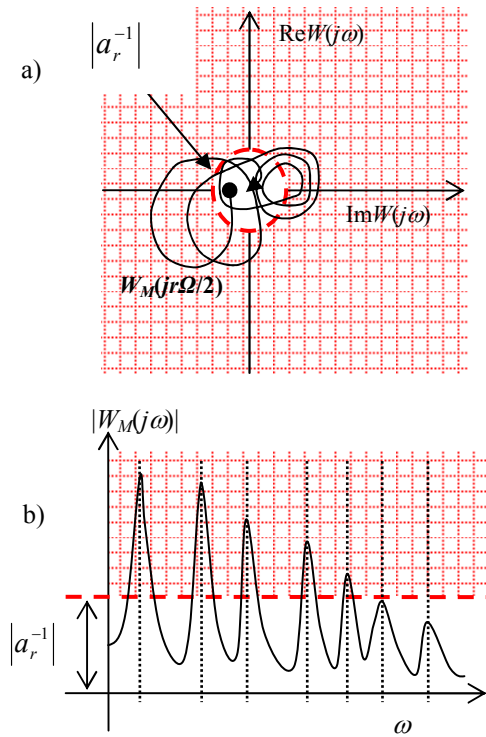 a)
|a_r^{-1}|
ReW(jω)
ImW(jω)
W_M(jrΩ/2)
b)
|W_M(jω)|
|a_r^{-1}|
ω